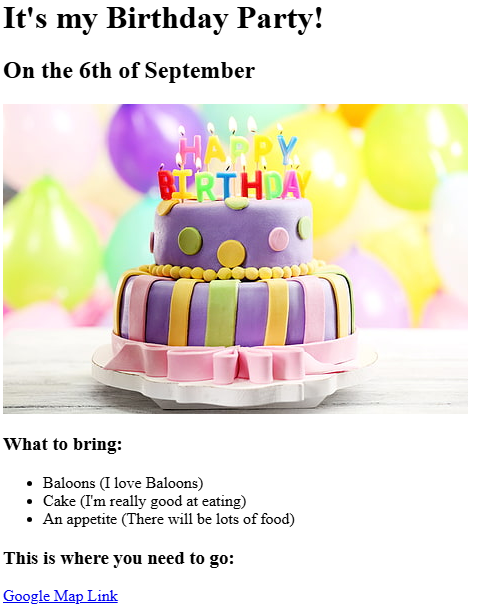 It's my Birthday Party!
On the 6th of September
HAPPY
BIRTHDAY
What to bring:
Baloons (I love Baloons)
Cake (I'm really good at eating)
An appetite (There will be lots of food)
This is where you need to go:
Google Map Link